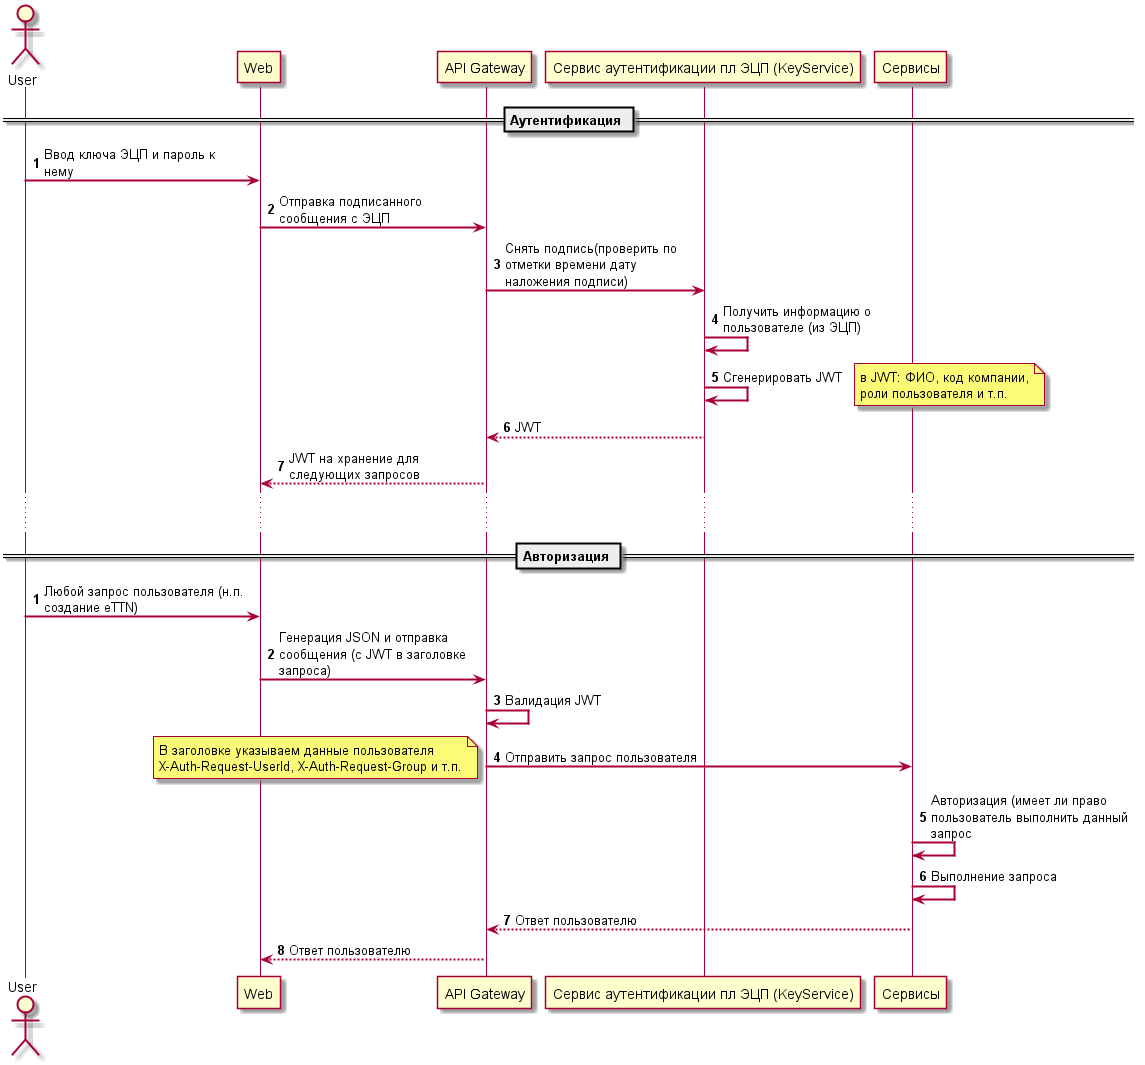 User
Web
API Gateway
Сервис аутентификации пл ЭЦП (KeyService)
Сервисы
Аутентификация
1 Ввод ключа ЭЦП и пароль к
нему
2 Отправка подписанного
сообщения с ЭЦП
3 Снять подпись(проверить по
отметки времени дату
наложения подписи)
4 Получить информацию о
пользователе (из ЭЦП)
5 Сгенерировать JWT
в JWT: ФИО, код компании,
роли пользователя и т.п.
6 JWT
7 JWT на хранение для
следующих запросов
Авторизация
1 Любой запрос пользователя (н.п.
создание еТТN)
2 Генерация JSON и отправка
сообщения (с JWT в заголовке
запроса)
3 Валидация JWT
В заголовке указываем данные пользователя
X-Auth-Request-UserId, X-Auth-Request-Group и т.п.
4 Отправить запрос пользователя
5 Авторизация (имеет ли право
пользователь выполнить данный
запрос
6 Выполнение запроса
7 Ответ пользователю
8 Ответ пользователю
User
Web
API Gateway
Сервис аутентификации пл ЭЦП (KeyService)
Сервисы